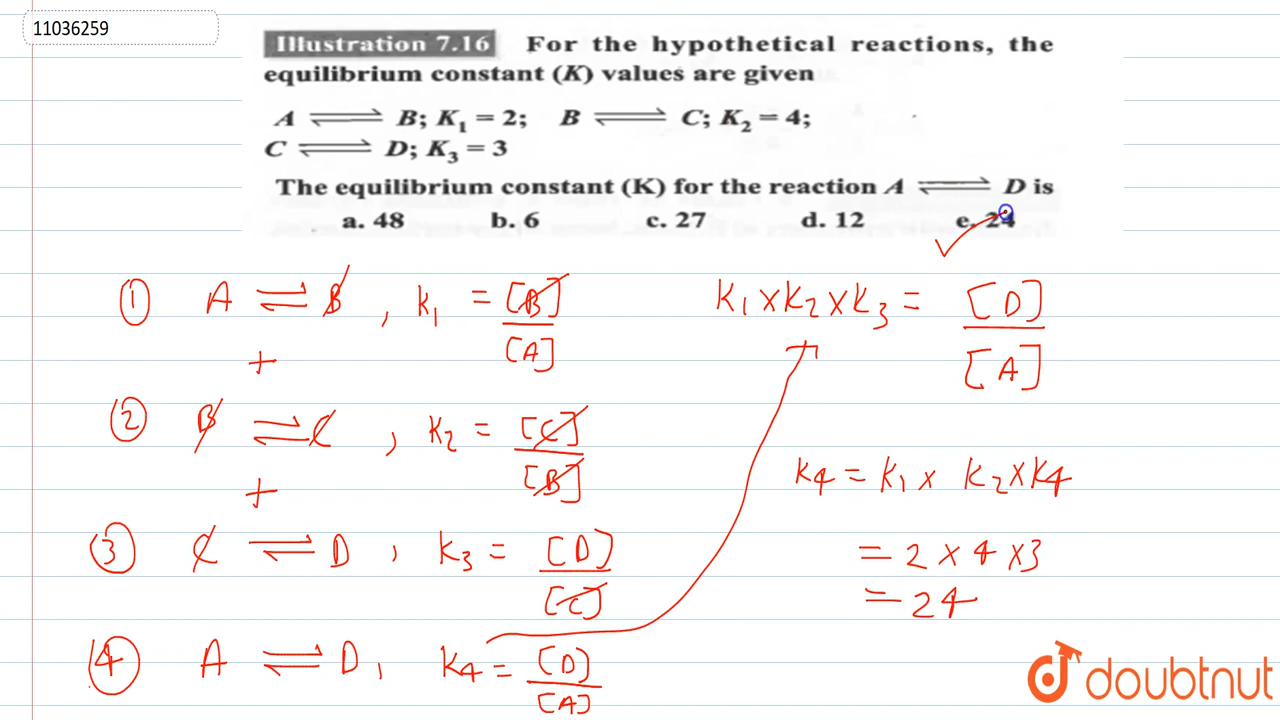 11036259
Illustration 7.16 For the hypothetical reactions, the
equilibrium constant (K) values are given
A ⇌ B; K₁ = 2; B ⇌ C; K₂ = 4;
C ⇌ D; K₃ = 3
The equilibrium constant (K) for the reaction A ⇌ D is
a. 48 b. 6 c. 27 d. 12 e. 24
① A ⇌ B , K₁ = [B]/[A]
+
② B ⇌ C , K₂ = [C]/[B]
+
③ C ⇌ D , K₃ = [D]/[C]
④ A ⇌ D, K₄ = [D]/[A]
K₁ × K₂ × K₃ = [D]/[A]
K₄ = K₁ × K₂ × K₄
= 2 × 4 × 3
= 24
doubtnut